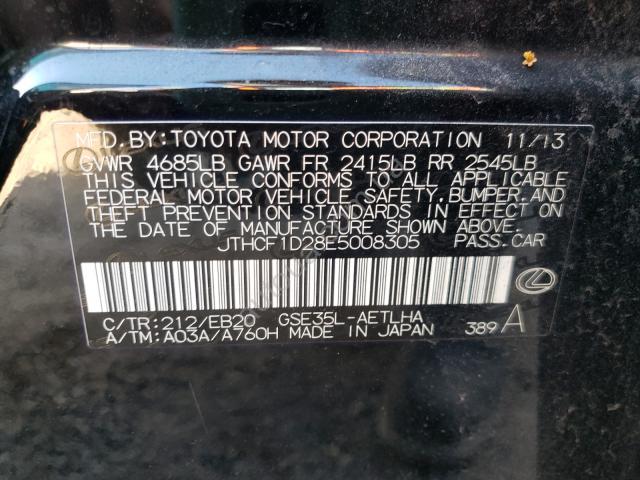 MFD. BY: TOYOTA MOTOR CORPORATION 11/13
GVWR 4685LB GAWR FR 2415LB RR 2545LB
THIS VEHICLE CONFORMS TO ALL APPLICABLE
FEDERAL MOTOR VEHICLE SAFETY, BUMPER, AND
THEFT PREVENTION STANDARDS IN EFFECT ON
THE DATE OF MANUFACTURE SHOWN ABOVE.
JTHCF1D28E5008305 PASS. CAR
C/TR: 212/EB20 GSE35L-AETLHA
A/TM: A03A/A760H MADE IN JAPAN 389 A